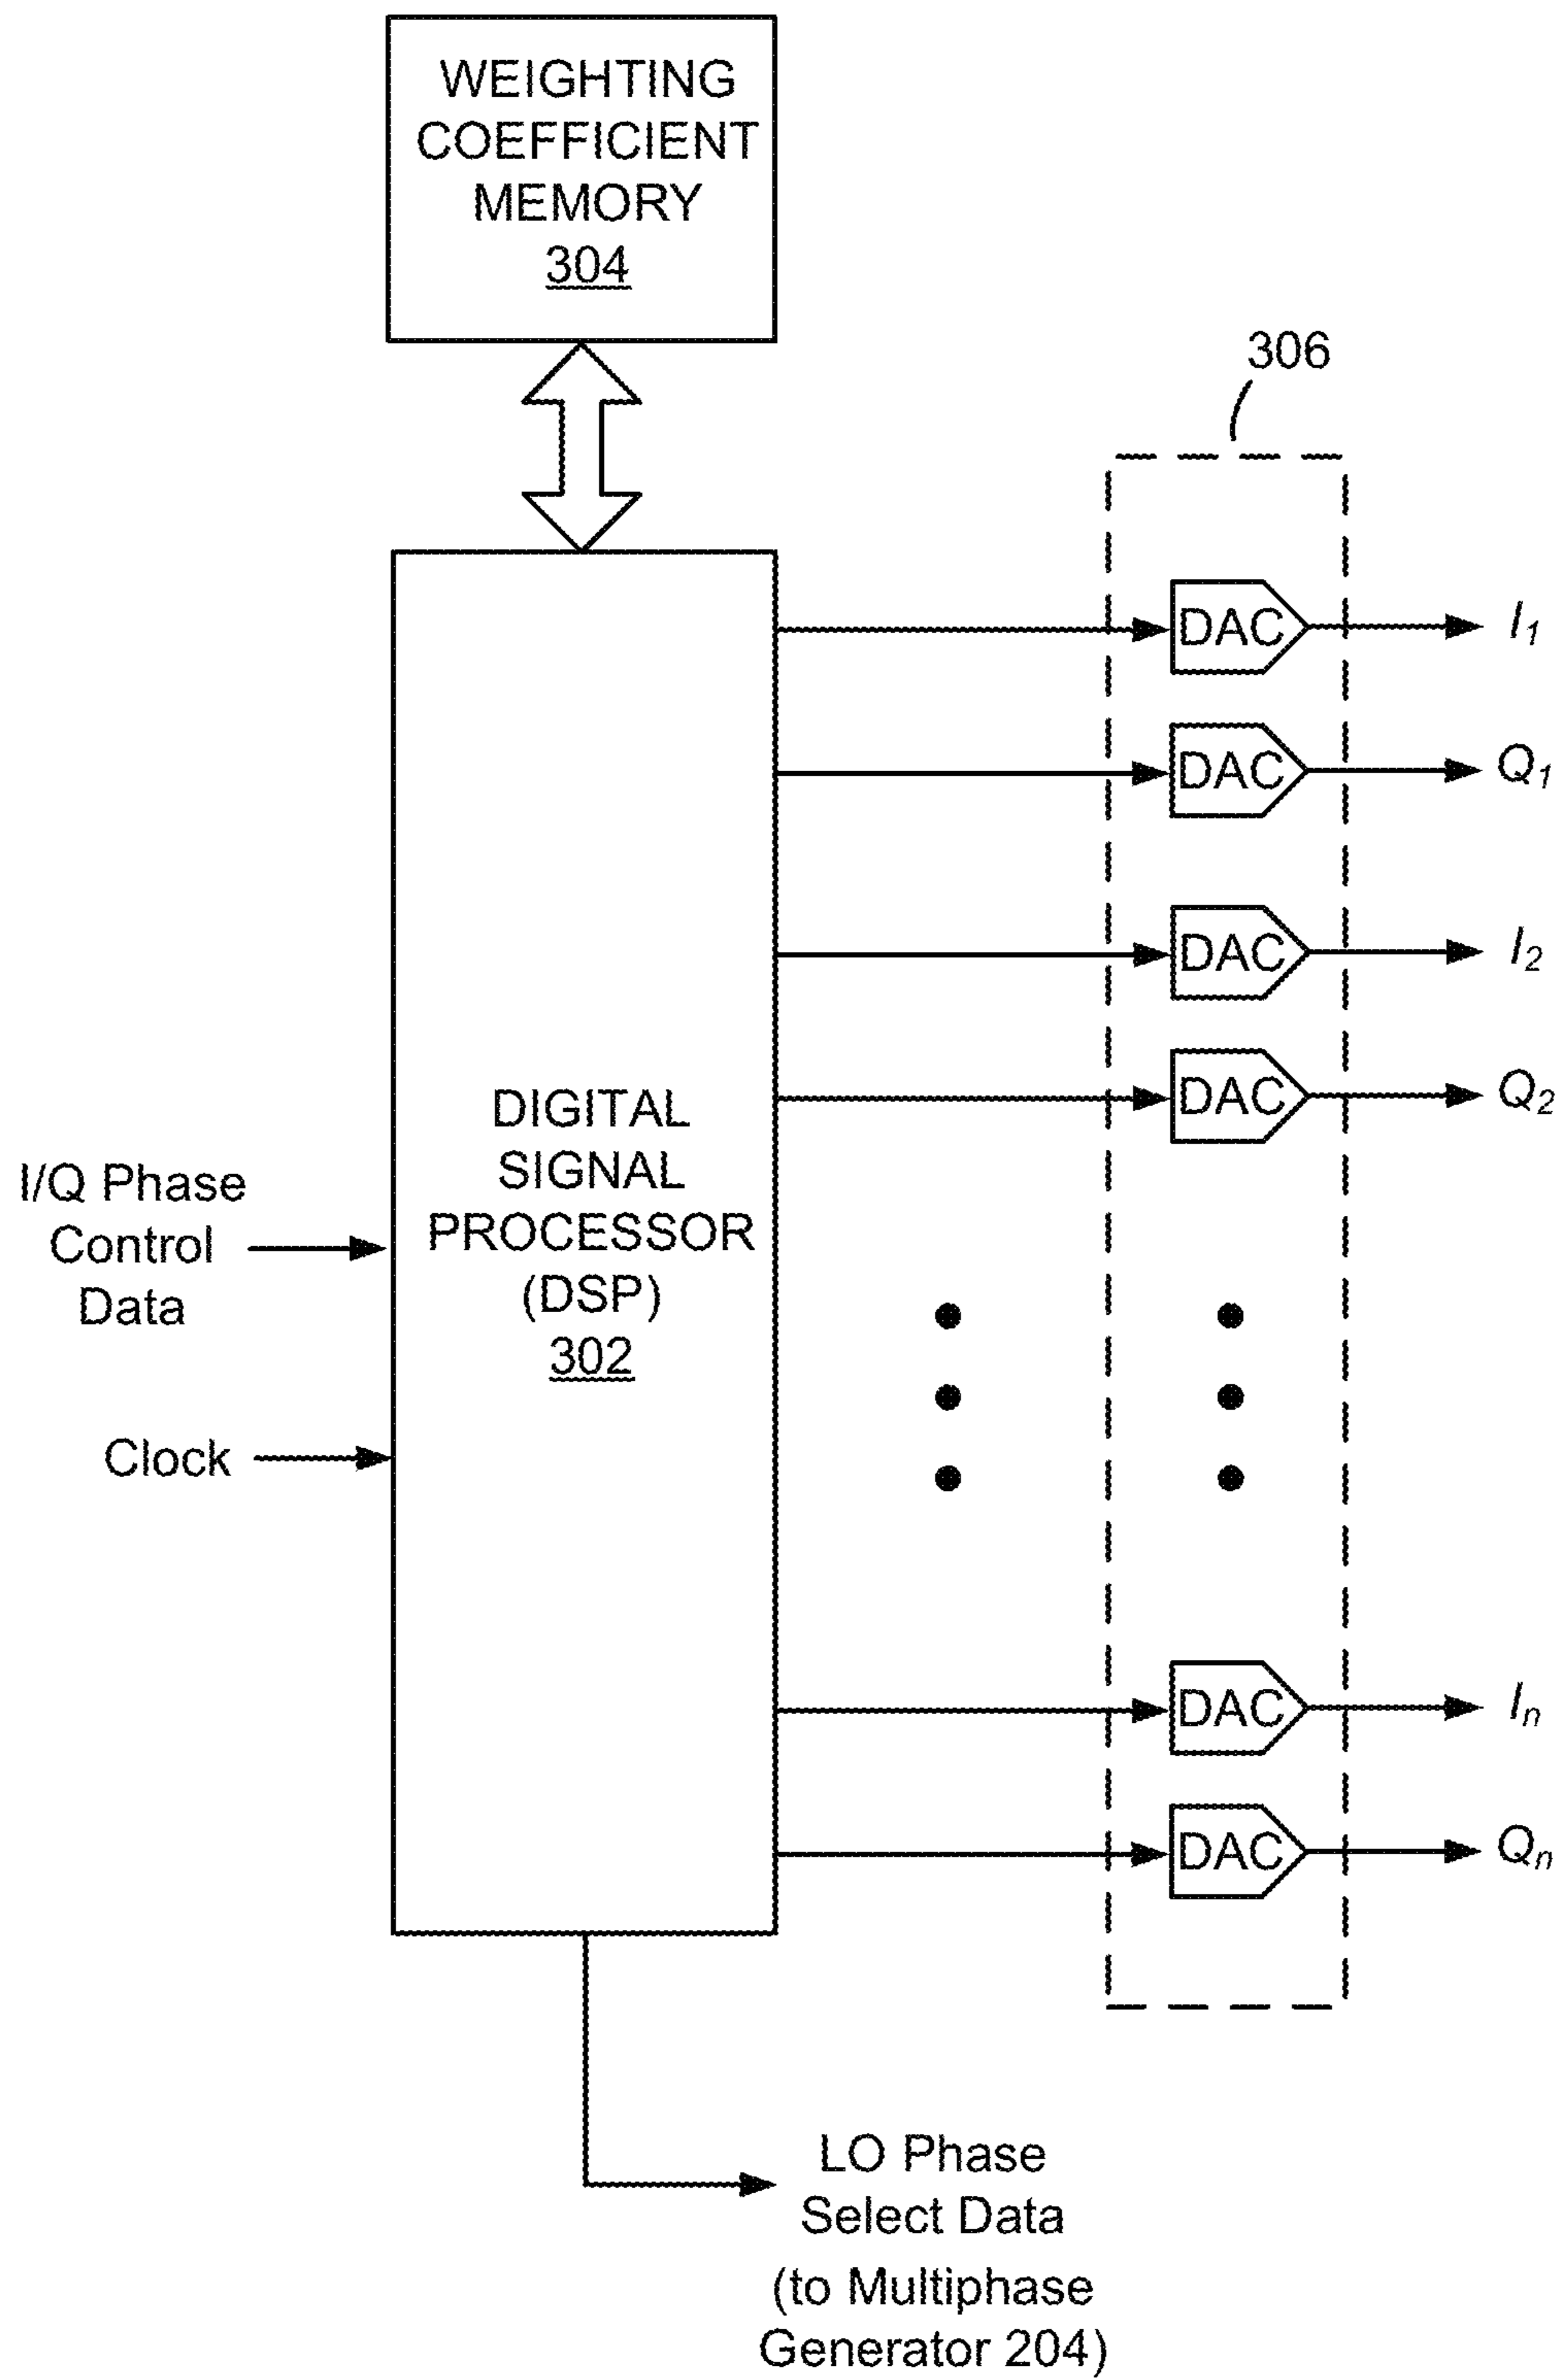 WEIGHTING
COEFFICIENT
MEMORY
304
306
DAC
I1
DAC
Q1
DAC
I2
DAC
Q2
DIGITAL
SIGNAL
PROCESSOR
(DSP)
302
I/Q Phase
Control
Data
Clock
DAC
In
DAC
Qn
LO Phase
Select Data
(to Multiphase
Generator 204)